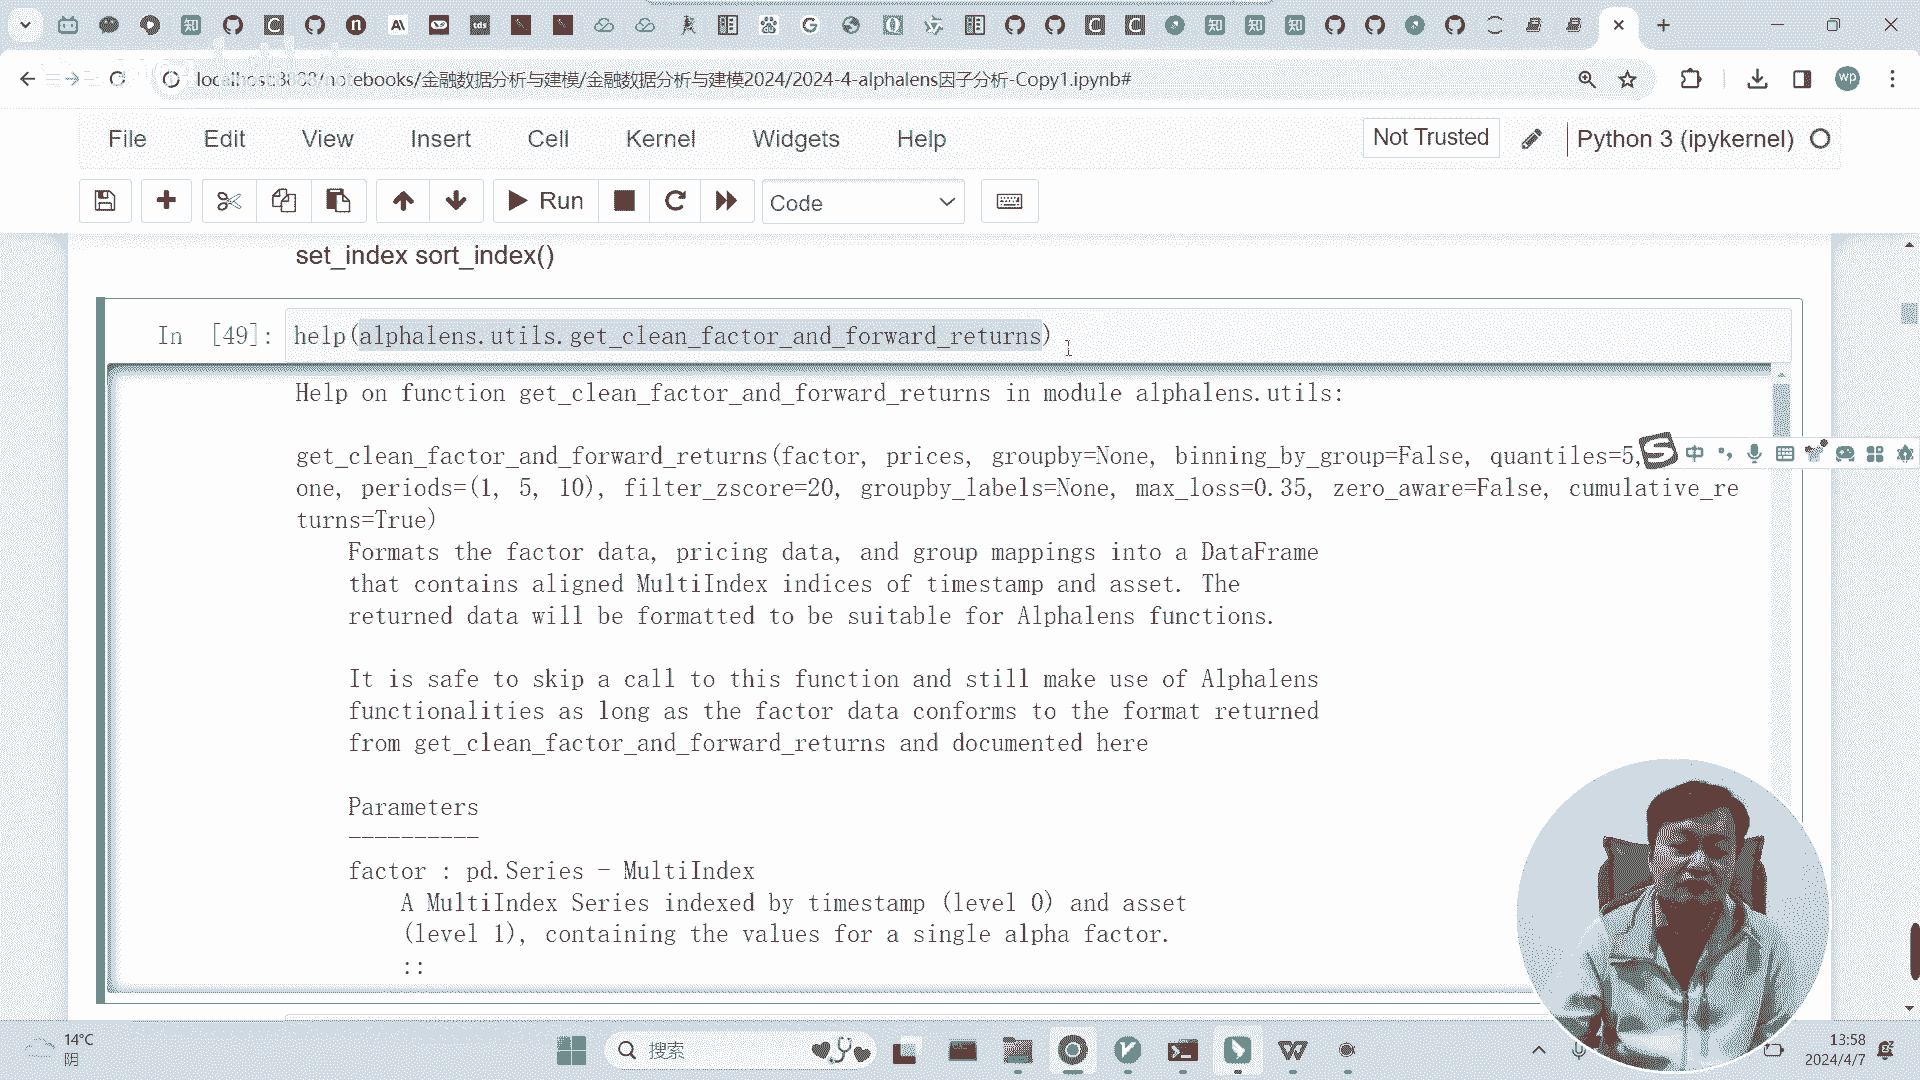 localhost:8888/notebooks/金融数据分析与建模/金融数据分析与建模2024/2024-4-alphalens因子分析-Copy1.ipynb#
wp
File Edit View Insert Cell Kernel Widgets Help
Not Trusted
Python 3 (ipykernel)
Run
Code
set_index sort_index()
In [49]: help(alphalens.utils.get_clean_factor_and_forward_returns)
Help on function get_clean_factor_and_forward_returns in module alphalens.utils:
get_clean_factor_and_forward_returns(factor, prices, groupby=None, binning_by_group=False, quantiles=5,
one, periods=(1, 5, 10), filter_zscore=20, groupby_labels=None, max_loss=0.35, zero_aware=False, cumulative_re
turns=True)
Formats the factor data, pricing data, and group mappings into a DataFrame
that contains aligned MultiIndex indices of timestamp and asset. The
returned data will be formatted to be suitable for Alphalens functions.
It is safe to skip a call to this function and still make use of Alphalens
functionalities as long as the factor data conforms to the format returned
from get_clean_factor_and_forward_returns and documented here
Parameters
----------
factor : pd.Series - MultiIndex
A MultiIndex Series indexed by timestamp (level 0) and asset
(level 1), containing the values for a single alpha factor.
::
中
14°C
阴
搜索
13:58
2024/4/7